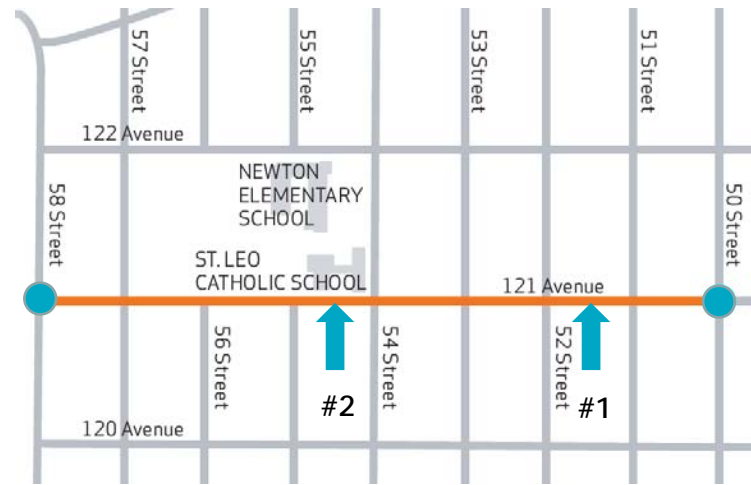 57 Street
55 Street
53 Street
51 Street
122 Avenue
NEWTON
ELEMENTARY
SCHOOL
58 Street
50 Street
ST. LEO
CATHOLIC SCHOOL
121 Avenue
56 Street
54 Street
52 Street
#2
#1
120 Avenue